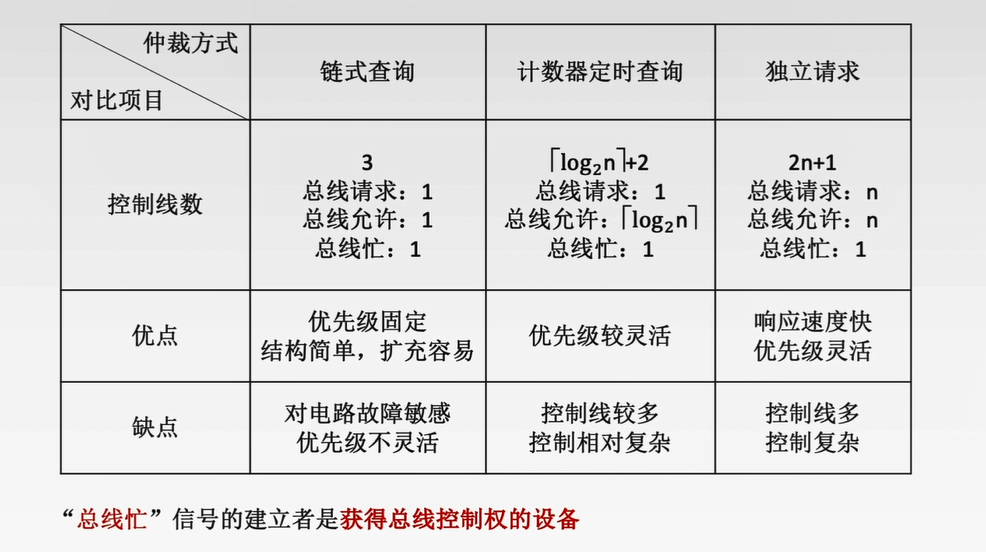 仲裁方式
对比项目
链式查询
计数器定时查询
独立请求
控制线数
3
总线请求：1
总线允许：1
总线忙：1
⌈log₂n⌉+2
总线请求：1
总线允许：⌈log₂n⌉
总线忙：1
2n+1
总线请求：n
总线允许：n
总线忙：1
优点
优先级固定
结构简单，扩充容易
优先级较灵活
响应速度快
优先级灵活
缺点
对电路故障敏感
优先级不灵活
控制线较多
控制相对复杂
控制线多
控制复杂
“总线忙”信号的建立者是获得总线控制权的设备